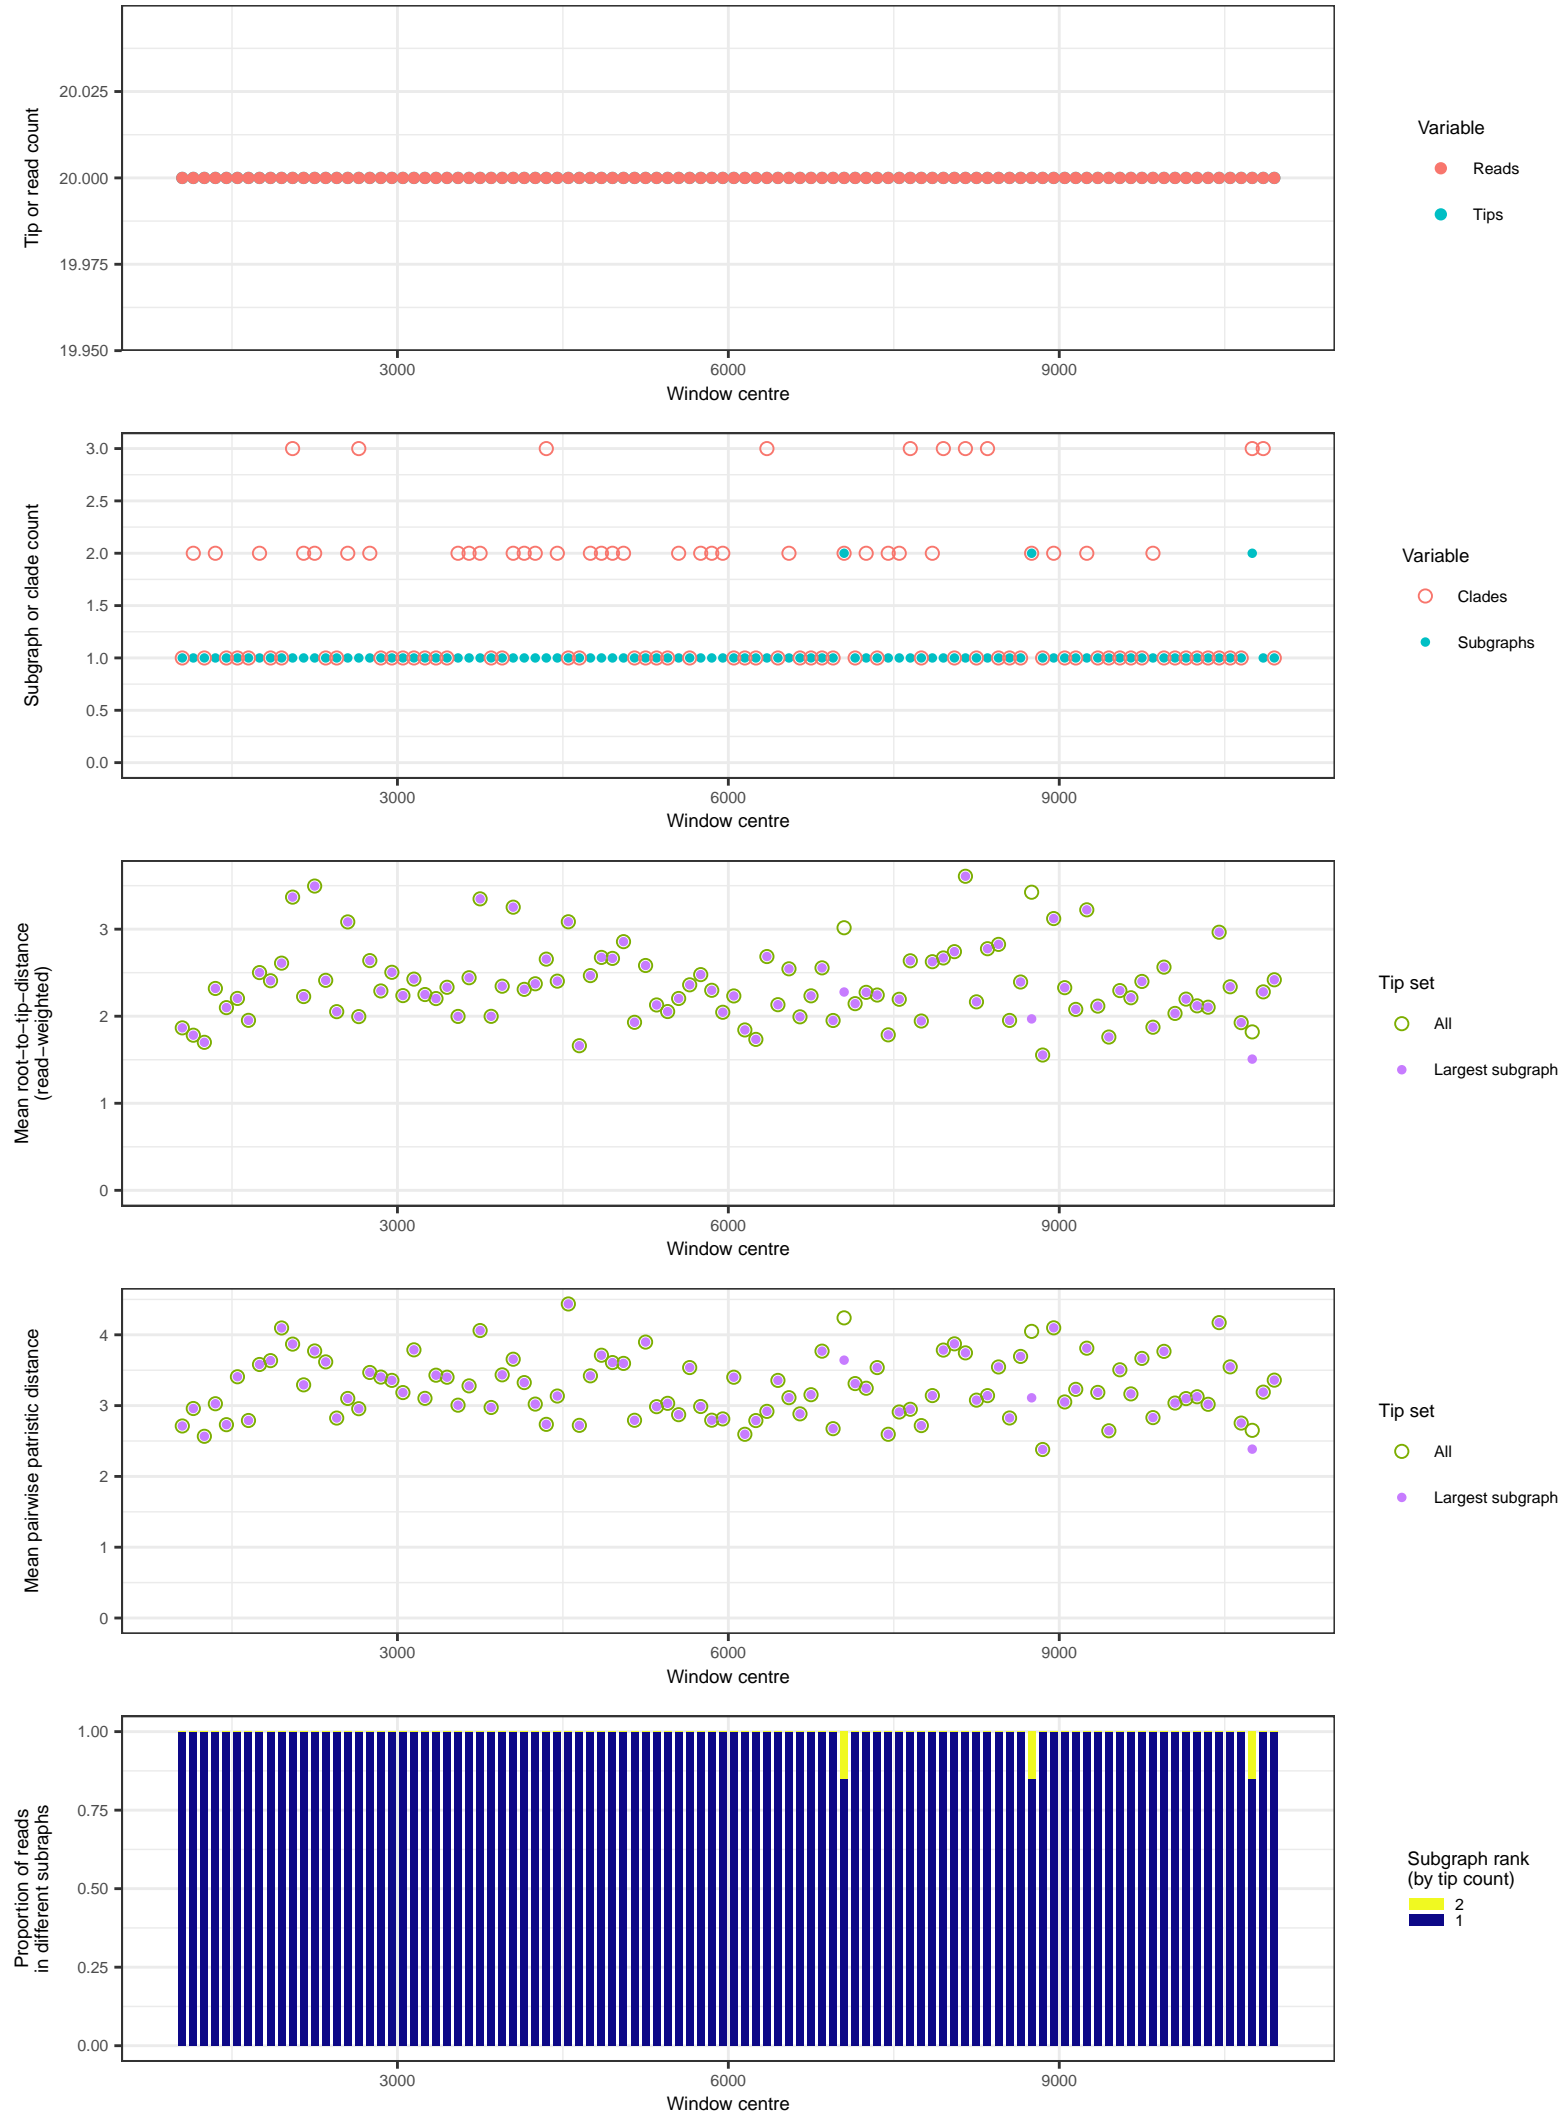 20.025
20.000
19.975
19.950
Tip or read count
3000
6000
9000
Window centre
Variable
Reads
Tips
3.0
2.5
2.0
1.5
1.0
0.5
0.0
Subgraph or clade count
3000
6000
9000
Window centre
Variable
Clades
Subgraphs
3
2
1
0
Mean root−to−tip−distance
(read−weighted)
3000
6000
9000
Window centre
Tip set
All
Largest subgraph
4
3
2
1
0
Mean pairwise patristic distance
3000
6000
9000
Window centre
Tip set
All
Largest subgraph
1.00
0.75
0.50
0.25
0.00
Proportion of reads
in different subraphs
3000
6000
9000
Window centre
Subgraph rank
(by tip count)
2
1